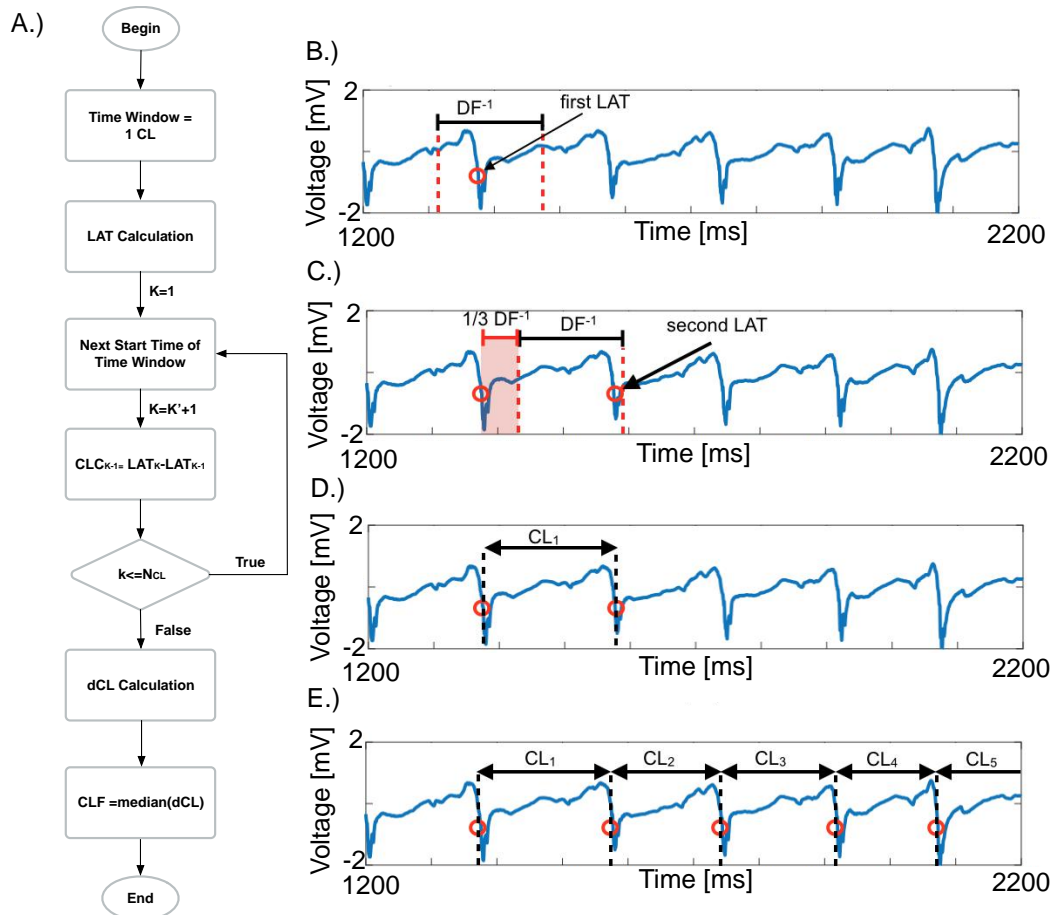 A.)
Begin
Time Window =
1 CL
LAT Calculation
K=1
Next Start Time of
Time Window
K=K'+1
CLCK-1= LATK-LATK-1
k<=NCL
True
False
dCL Calculation
CLF =median(dCL)
End
B.)
Voltage [mV]
2
-2
DF-1
first LAT
1200
Time [ms]
2200
C.)
Voltage [mV]
2
-2
1/3 DF-1
DF-1
second LAT
1200
Time [ms]
2200
D.)
Voltage [mV]
2
-2
CL1
1200
Time [ms]
2200
E.)
Voltage [mV]
2
-2
CL1
CL2
CL3
CL4
CL5
1200
Time [ms]
2200